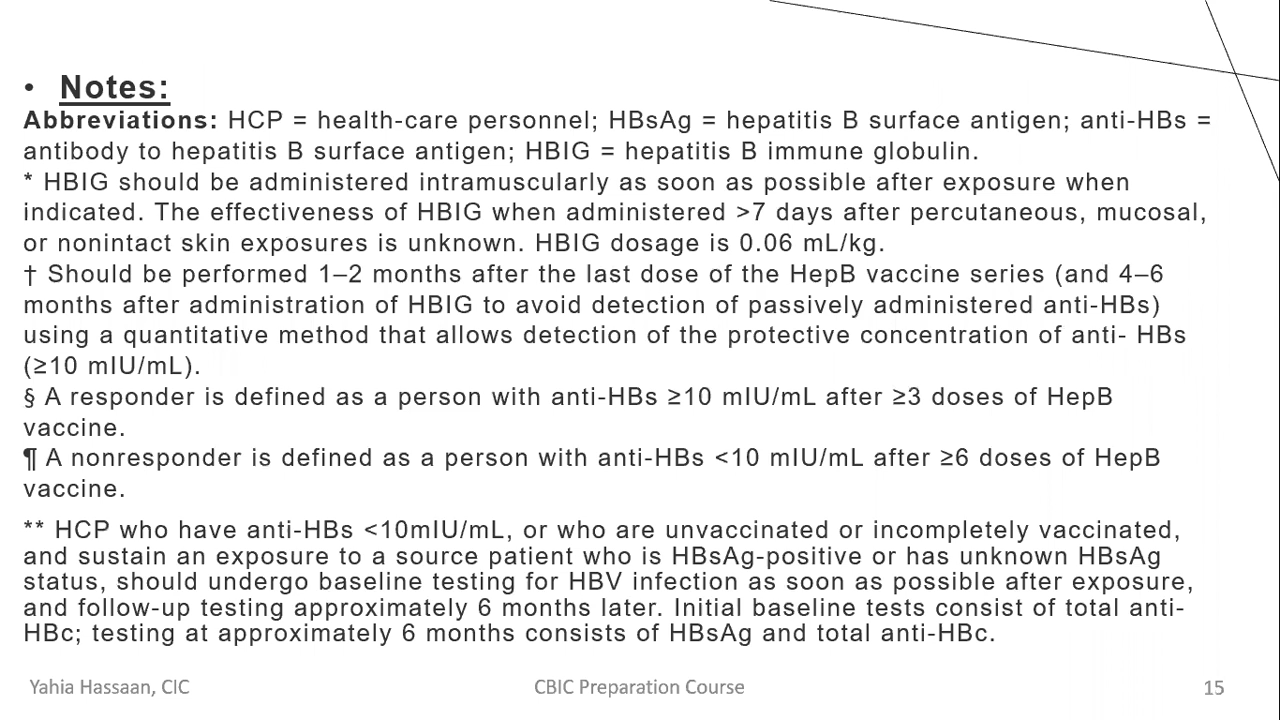 • Notes:
Abbreviations: HCP = health-care personnel; HBsAg = hepatitis B surface antigen; anti-HBs =
antibody to hepatitis B surface antigen; HBIG = hepatitis B immune globulin.
* HBIG should be administered intramuscularly as soon as possible after exposure when
indicated. The effectiveness of HBIG when administered >7 days after percutaneous, mucosal,
or nonintact skin exposures is unknown. HBIG dosage is 0.06 mL/kg.
† Should be performed 1–2 months after the last dose of the HepB vaccine series (and 4–6
months after administration of HBIG to avoid detection of passively administered anti-HBs)
using a quantitative method that allows detection of the protective concentration of anti- HBs
(≥10 mIU/mL).
§ A responder is defined as a person with anti-HBs ≥10 mIU/mL after ≥3 doses of HepB
vaccine.
¶ A nonresponder is defined as a person with anti-HBs <10 mIU/mL after ≥6 doses of HepB
vaccine.
** HCP who have anti-HBs <10mIU/mL, or who are unvaccinated or incompletely vaccinated,
and sustain an exposure to a source patient who is HBsAg-positive or has unknown HBsAg
status, should undergo baseline testing for HBV infection as soon as possible after exposure,
and follow-up testing approximately 6 months later. Initial baseline tests consist of total anti-
HBc; testing at approximately 6 months consists of HBsAg and total anti-HBc.
Yahia Hassaan, CIC
CBIC Preparation Course
15